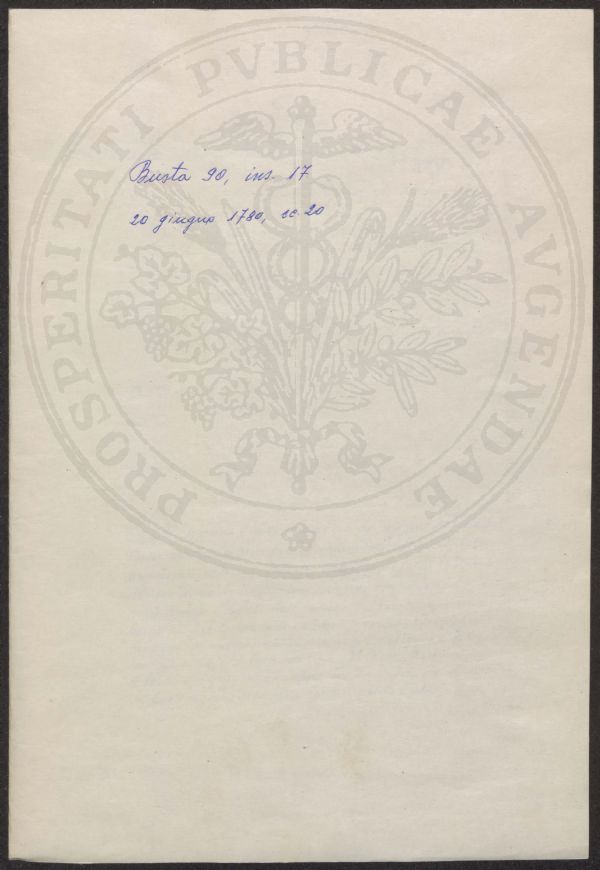 PROSPERITATI PVBLICAE AVGENDAE
Busta 90, ins. 17
20 giugno 1780, cc. 20